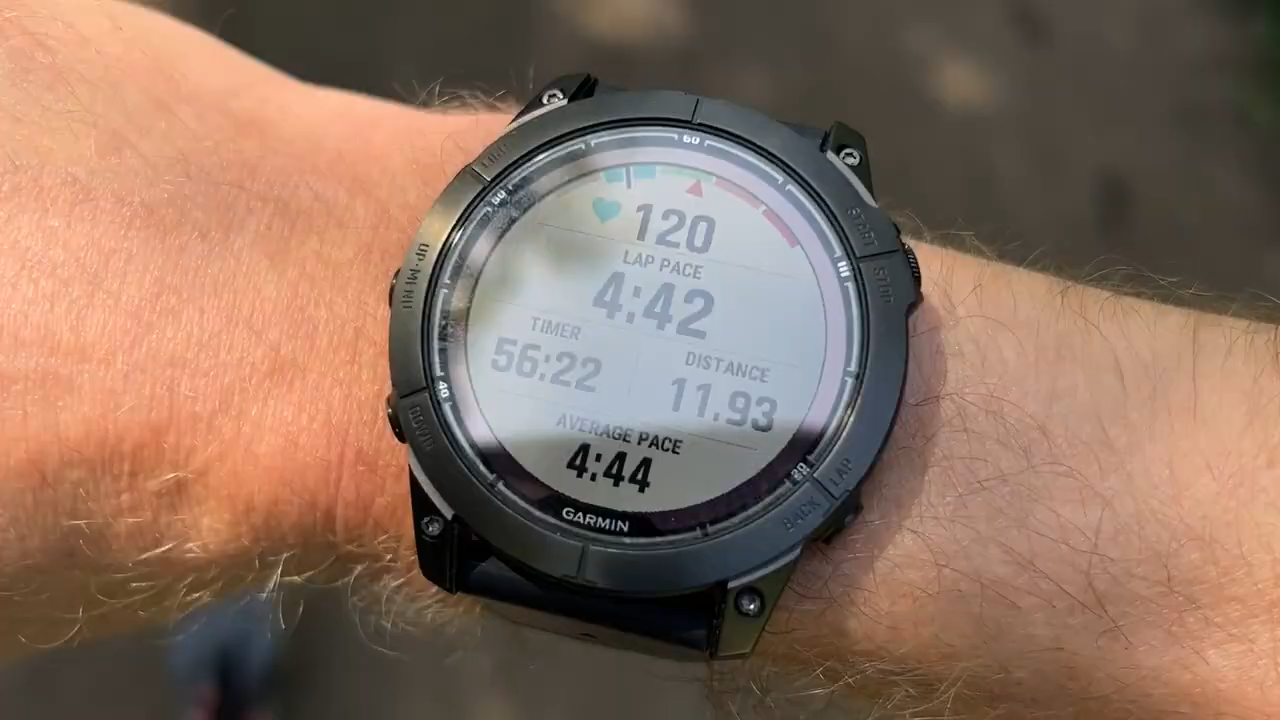 60
LIGHT
START
STOP
UP·MENU
120
LAP PACE
4:42
TIMER
DISTANCE
56:22
11.93
AVERAGE PACE
4:44
40
20
DOWN
LAP
BACK
GARMIN